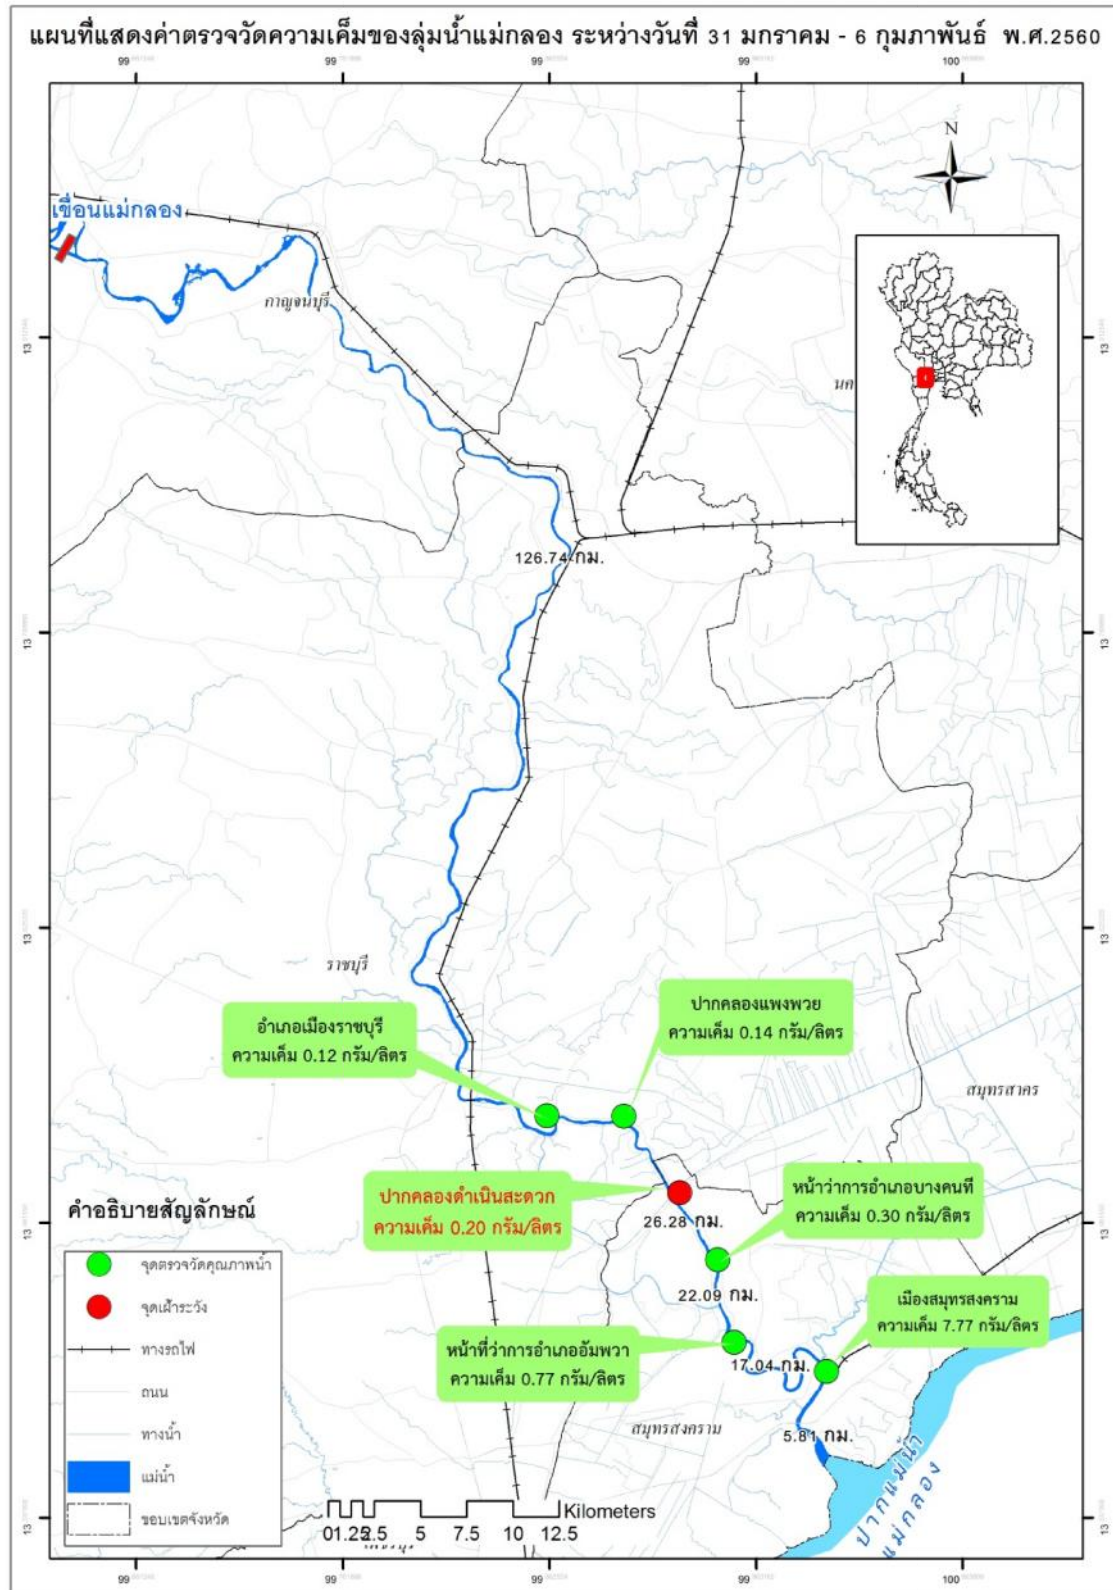 แผนที่แสดงค่าตรวจวัดความเค็มของลุ่มน้ำแม่กลอง ระหว่างวันที่ 31 มกราคม - 6 กุมภาพันธ์ พ.ศ.2560
N
เขื่อนแม่กลอง
กาญจนบุรี
นค
126.74 กม.
ราชบุรี
ปากคลองแพงพวย
ความเค็ม 0.14 กรัม/ลิตร
อำเภอเมืองราชบุรี
ความเค็ม 0.12 กรัม/ลิตร
สมุทรสาคร
ปากคลองดำเนินสะดวก
ความเค็ม 0.20 กรัม/ลิตร
หน้าว่าการอำเภอบางคนที
ความเค็ม 0.30 กรัม/ลิตร
26.28 กม.
22.09 กม.
เมืองสมุทรสงคราม
ความเค็ม 7.77 กรัม/ลิตร
หน้าที่ว่าการอำเภออัมพวา
ความเค็ม 0.77 กรัม/ลิตร
17.04 กม.
สมุทรสงคราม
5.81 กม.
ปากแม่น้ำ
แม่กลอง
คำอธิบายสัญลักษณ์
จุดตรวจวัดคุณภาพน้ำ
จุดเฝ้าระวัง
ทางรถไฟ
ถนน
ทางน้ำ
แม่น้ำ
ขอบเขตจังหวัด
Kilometers
0 1.25 2.5 5 7.5 10 12.5